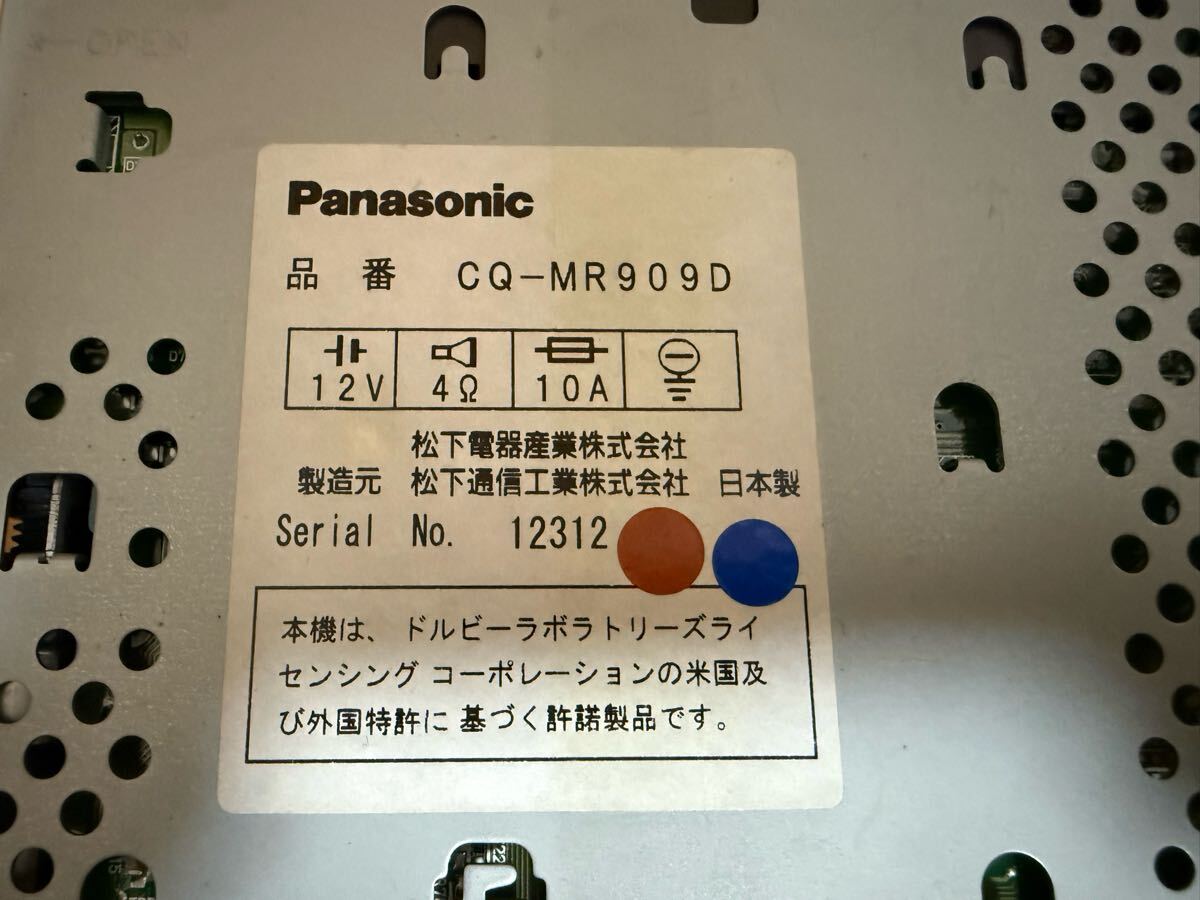 Panasonic
品 番 CQ-MR909D
12V 4Ω 10A
松下電器産業株式会社
製造元 松下通信工業株式会社 日本製
Serial No. 12312
本機は、ドルビーラボラトリーズライ
センシング コーポレーションの米国及
び外国特許に 基づく許諾製品です。